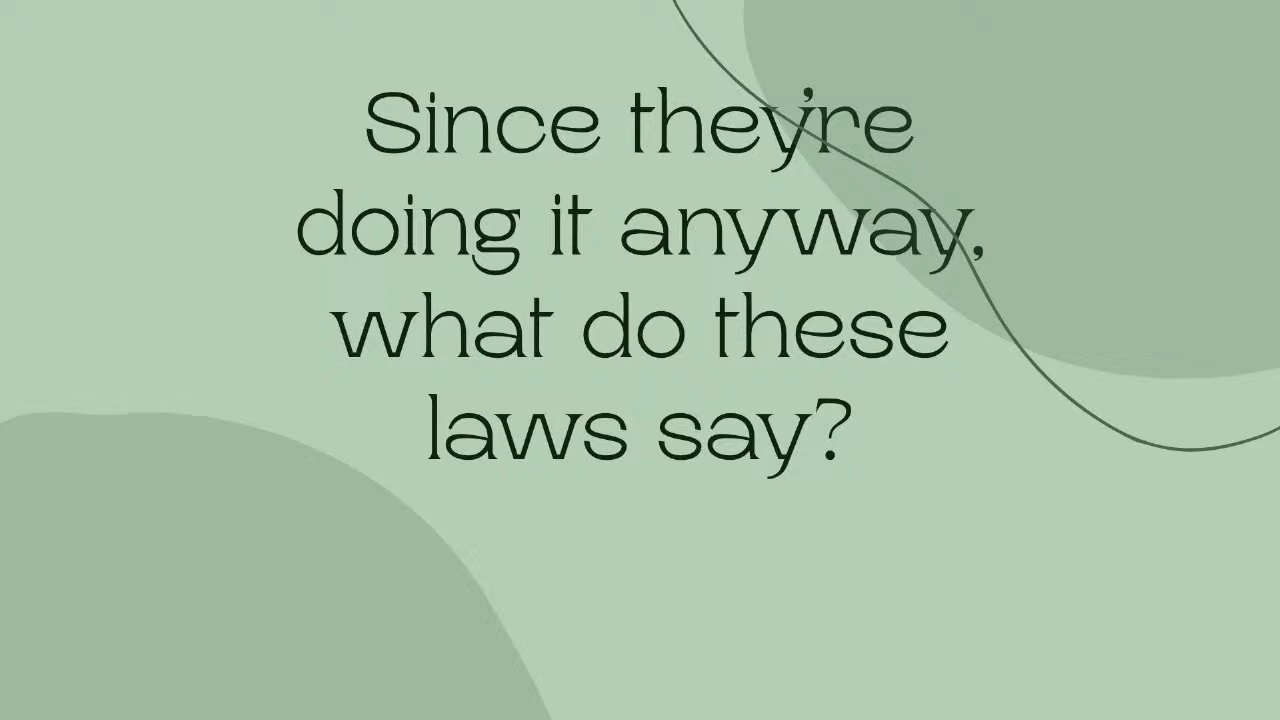 Since they're
doing it anyway,
what do these
laws say?